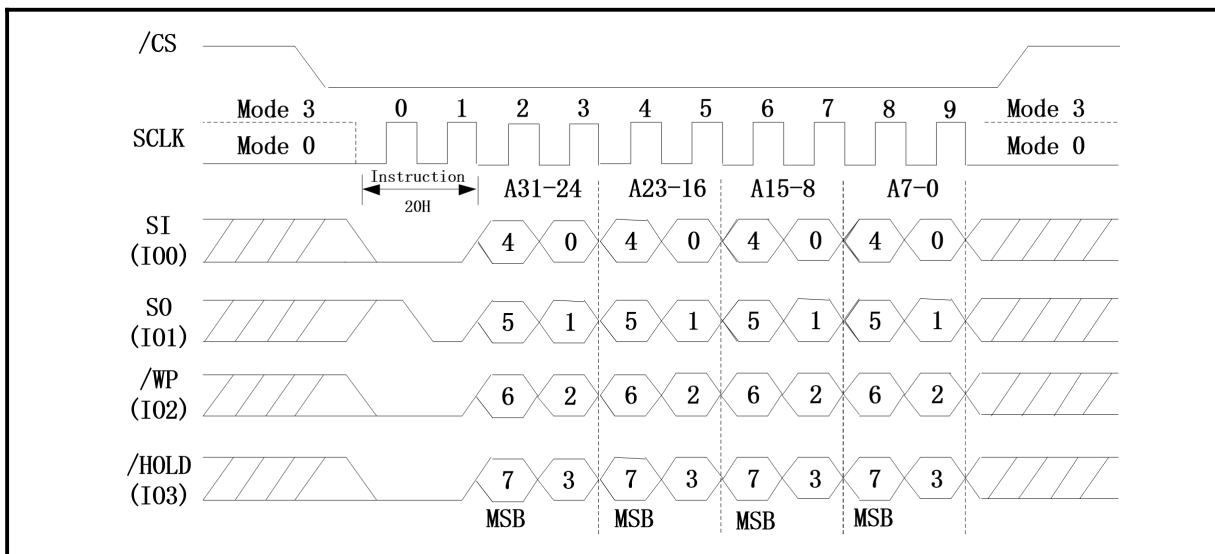 /CS
Mode 3 0 1 2 3 4 5 6 7 8 9 Mode 3
SCLK
Mode 0 Mode 0
Instruction
20H
A31-24 A23-16 A15-8 A7-0
SI
(IO0)
4 0 4 0 4 0 4 0
SO
(IO1)
5 1 5 1 5 1 5 1
/WP
(IO2)
6 2 6 2 6 2 6 2
/HOLD
(IO3)
7 3 7 3 7 3 7 3
MSB MSB MSB MSB